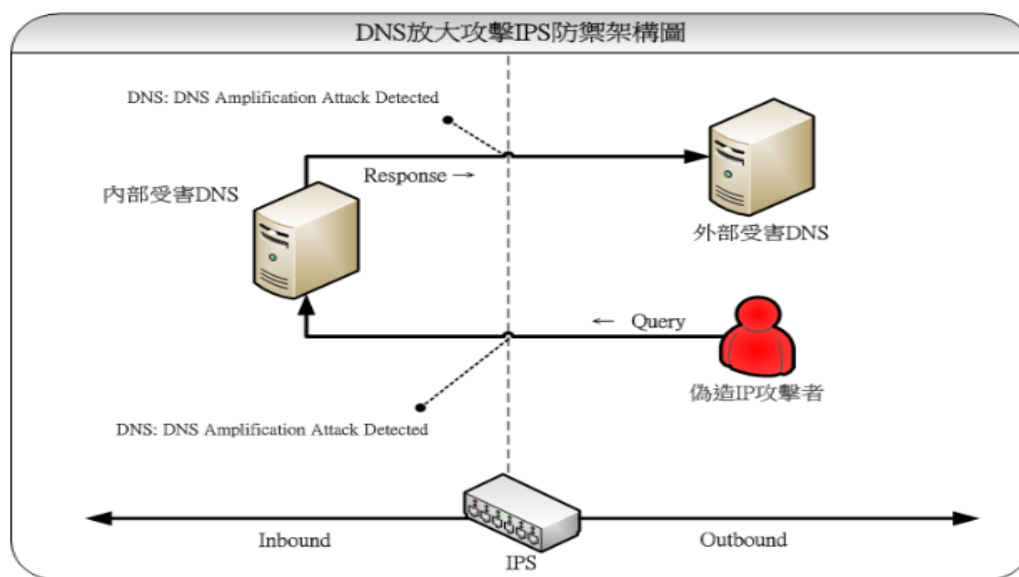 DNS放大攻擊IPS防禦架構圖
DNS: DNS Amplification Attack Detected
Response →
內部受害DNS
外部受害DNS
← Query
偽造IP攻擊者
DNS: DNS Amplification Attack Detected
Inbound
Outbound
IPS